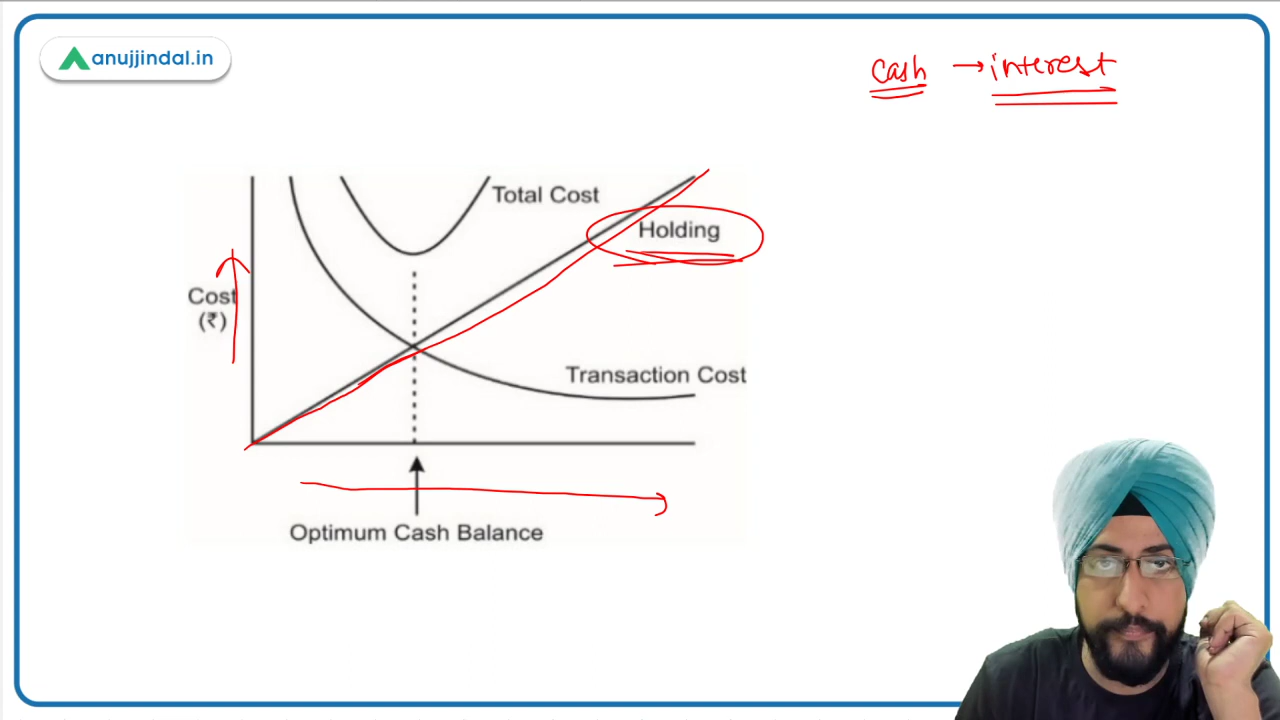 anujjindal.in
cash → interest
Total Cost
Holding
Cost
(₹)
Transaction Cost
Optimum Cash Balance